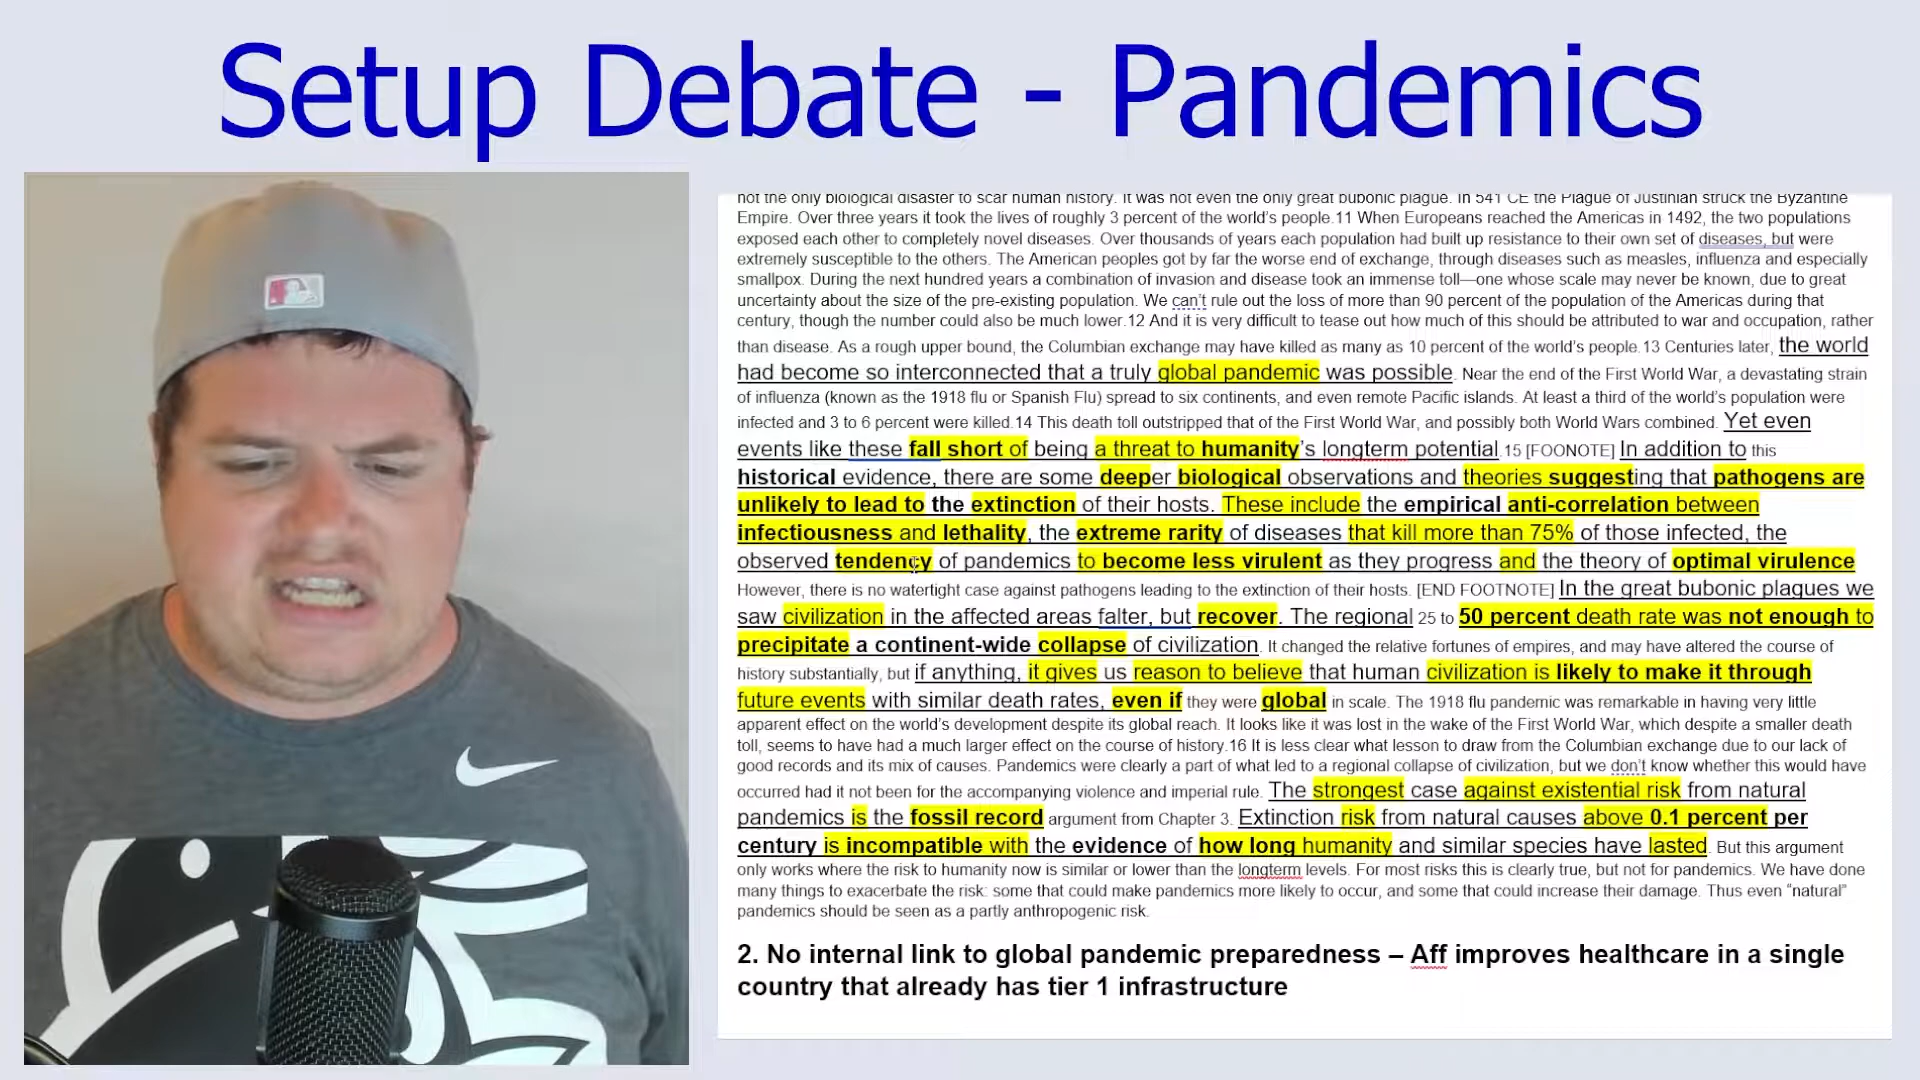 Setup Debate - Pandemics
not the only biological disaster to scar human history. It was not even the only great bubonic plague. In 541 CE the Plague of Justinian struck the Byzantine
Empire. Over three years it took the lives of roughly 3 percent of the world’s people.11 When Europeans reached the Americas in 1492, the two populations
exposed each other to completely novel diseases. Over thousands of years each population had built up resistance to their own set of diseases, but were
extremely susceptible to the others. The American peoples got by far the worse end of exchange, through diseases such as measles, influenza and especially
smallpox. During the next hundred years a combination of invasion and disease took an immense toll—one whose scale may never be known, due to great
uncertainty about the size of the pre-existing population. We can’t rule out the loss of more than 90 percent of the population of the Americas during that
century, though the number could also be much lower.12 And it is very difficult to tease out how much of this should be attributed to war and occupation, rather
than disease. As a rough upper bound, the Columbian exchange may have killed as many as 10 percent of the world’s people.13 Centuries later, the world
had become so interconnected that a truly global pandemic was possible. Near the end of the First World War, a devastating strain
of influenza (known as the 1918 flu or Spanish Flu) spread to six continents, and even remote Pacific islands. At least a third of the world’s population were
infected and 3 to 6 percent were killed.14 This death toll outstripped that of the First World War, and possibly both World Wars combined. Yet even
events like these fall short of being a threat to humanity’s longterm potential.15 [FOONOTE] In addition to this
historical evidence, there are some deeper biological observations and theories suggesting that pathogens are
unlikely to lead to the extinction of their hosts. These include the empirical anti-correlation between
infectiousness and lethality, the extreme rarity of diseases that kill more than 75% of those infected, the
observed tendency of pandemics to become less virulent as they progress and the theory of optimal virulence
However, there is no watertight case against pathogens leading to the extinction of their hosts. [END FOOTNOTE] In the great bubonic plagues we
saw civilization in the affected areas falter, but recover. The regional 25 to 50 percent death rate was not enough to
precipitate a continent-wide collapse of civilization. It changed the relative fortunes of empires, and may have altered the course of
history substantially, but if anything, it gives us reason to believe that human civilization is likely to make it through
future events with similar death rates, even if they were global in scale. The 1918 flu pandemic was remarkable in having very little
apparent effect on the world’s development despite its global reach. It looks like it was lost in the wake of the First World War, which despite a smaller death
toll, seems to have had a much larger effect on the course of history.16 It is less clear what lesson to draw from the Columbian exchange due to our lack of
good records and its mix of causes. Pandemics were clearly a part of what led to a regional collapse of civilization, but we don’t know whether this would have
occurred had it not been for the accompanying violence and imperial rule. The strongest case against existential risk from natural
pandemics is the fossil record argument from Chapter 3. Extinction risk from natural causes above 0.1 percent per
century is incompatible with the evidence of how long humanity and similar species have lasted. But this argument
only works where the risk to humanity now is similar or lower than the longterm levels. For most risks this is clearly true, but not for pandemics. We have done
many things to exacerbate the risk: some that could make pandemics more likely to occur, and some that could increase their damage. Thus even “natural”
pandemics should be seen as a partly anthropogenic risk.
2. No internal link to global pandemic preparedness – Aff improves healthcare in a single
country that already has tier 1 infrastructure